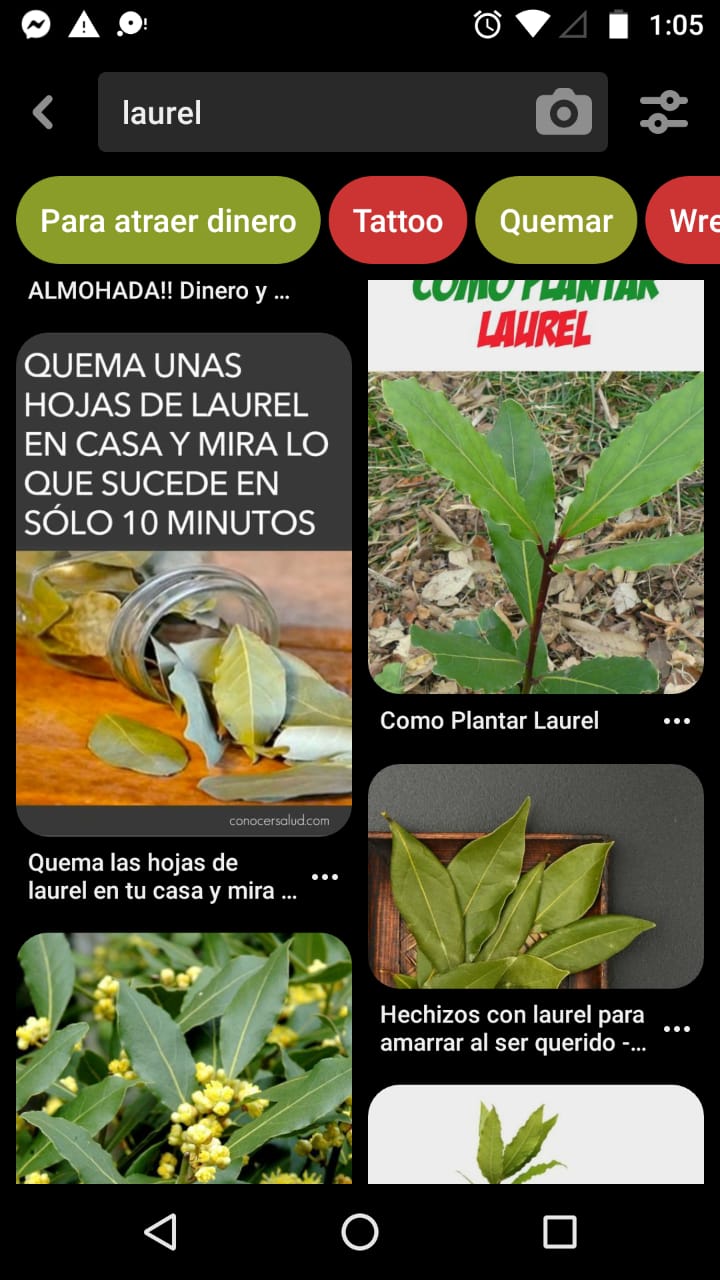 1:05
laurel
Para atraer dinero
Tattoo
Quemar
Wre
ALMOHADA!! Dinero y ...
QUEMA UNAS
HOJAS DE LAUREL
EN CASA Y MIRA LO
QUE SUCEDE EN
SÓLO 10 MINUTOS
conocersalud.com
Quema las hojas de
laurel en tu casa y mira ...
COMO PLANTAR
LAUREL
Como Plantar Laurel
Hechizos con laurel para
amarrar al ser querido -...